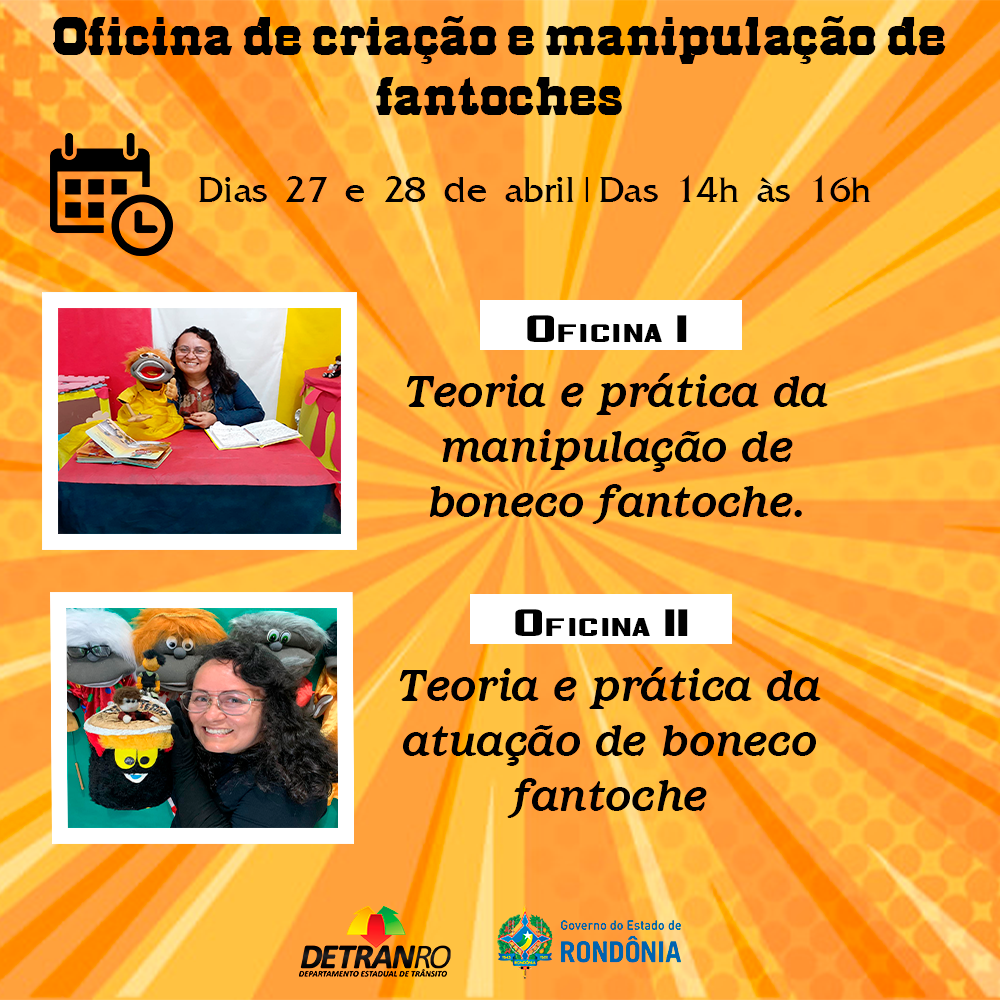 Oficina de criação e manipulação de
fantoches
Dias 27 e 28 de abril | Das 14h às 16h
Oficina I
Teoria e prática da
manipulação de
boneco fantoche.
Oficina II
Teoria e prática da
atuação de boneco
fantoche
DETRANRO
DEPARTAMENTO ESTADUAL DE TRÂNSITO
Governo do Estado de
RONDÔNIA